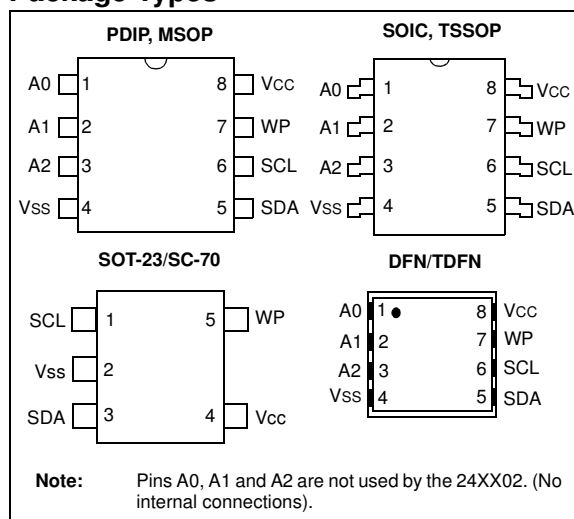 Package Types
PDIP, MSOP
A0 1 8 VCC
A1 2 7 WP
A2 3 6 SCL
VSS 4 5 SDA
SOIC, TSSOP
A0 1 8 VCC
A1 2 7 WP
A2 3 6 SCL
VSS 4 5 SDA
SOT-23/SC-70
SCL 1 5 WP
Vss 2
SDA 3 4 Vcc
DFN/TDFN
A0 1 8 VCC
A1 2 7 WP
A2 3 6 SCL
VSS 4 5 SDA
Note: Pins A0, A1 and A2 are not used by the 24XX02. (No
internal connections).